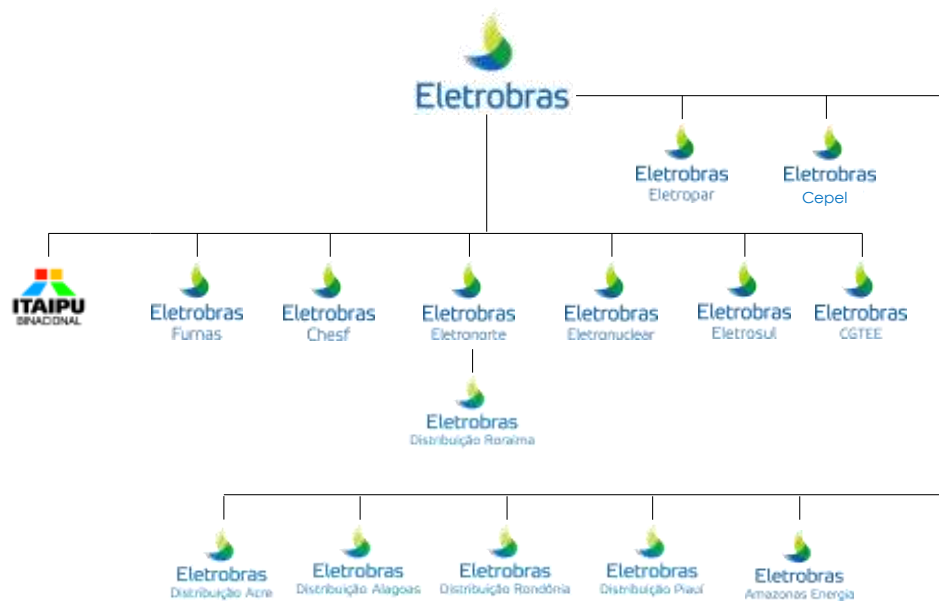 Eletrobras
Eletrobras
Eletropar
Eletrobras
Cepel
ITAIPU
BINACIONAL
Eletrobras
Furnas
Eletrobras
Chesf
Eletrobras
Eletronorte
Eletrobras
Eletronuclear
Eletrobras
Eletrosul
Eletrobras
CGTEE
Eletrobras
Distribuição Roraima
Eletrobras
Distribuição Acre
Eletrobras
Distribuição Alagoas
Eletrobras
Distribuição Rondônia
Eletrobras
Distribuição Piauí
Eletrobras
Amazonas Energia